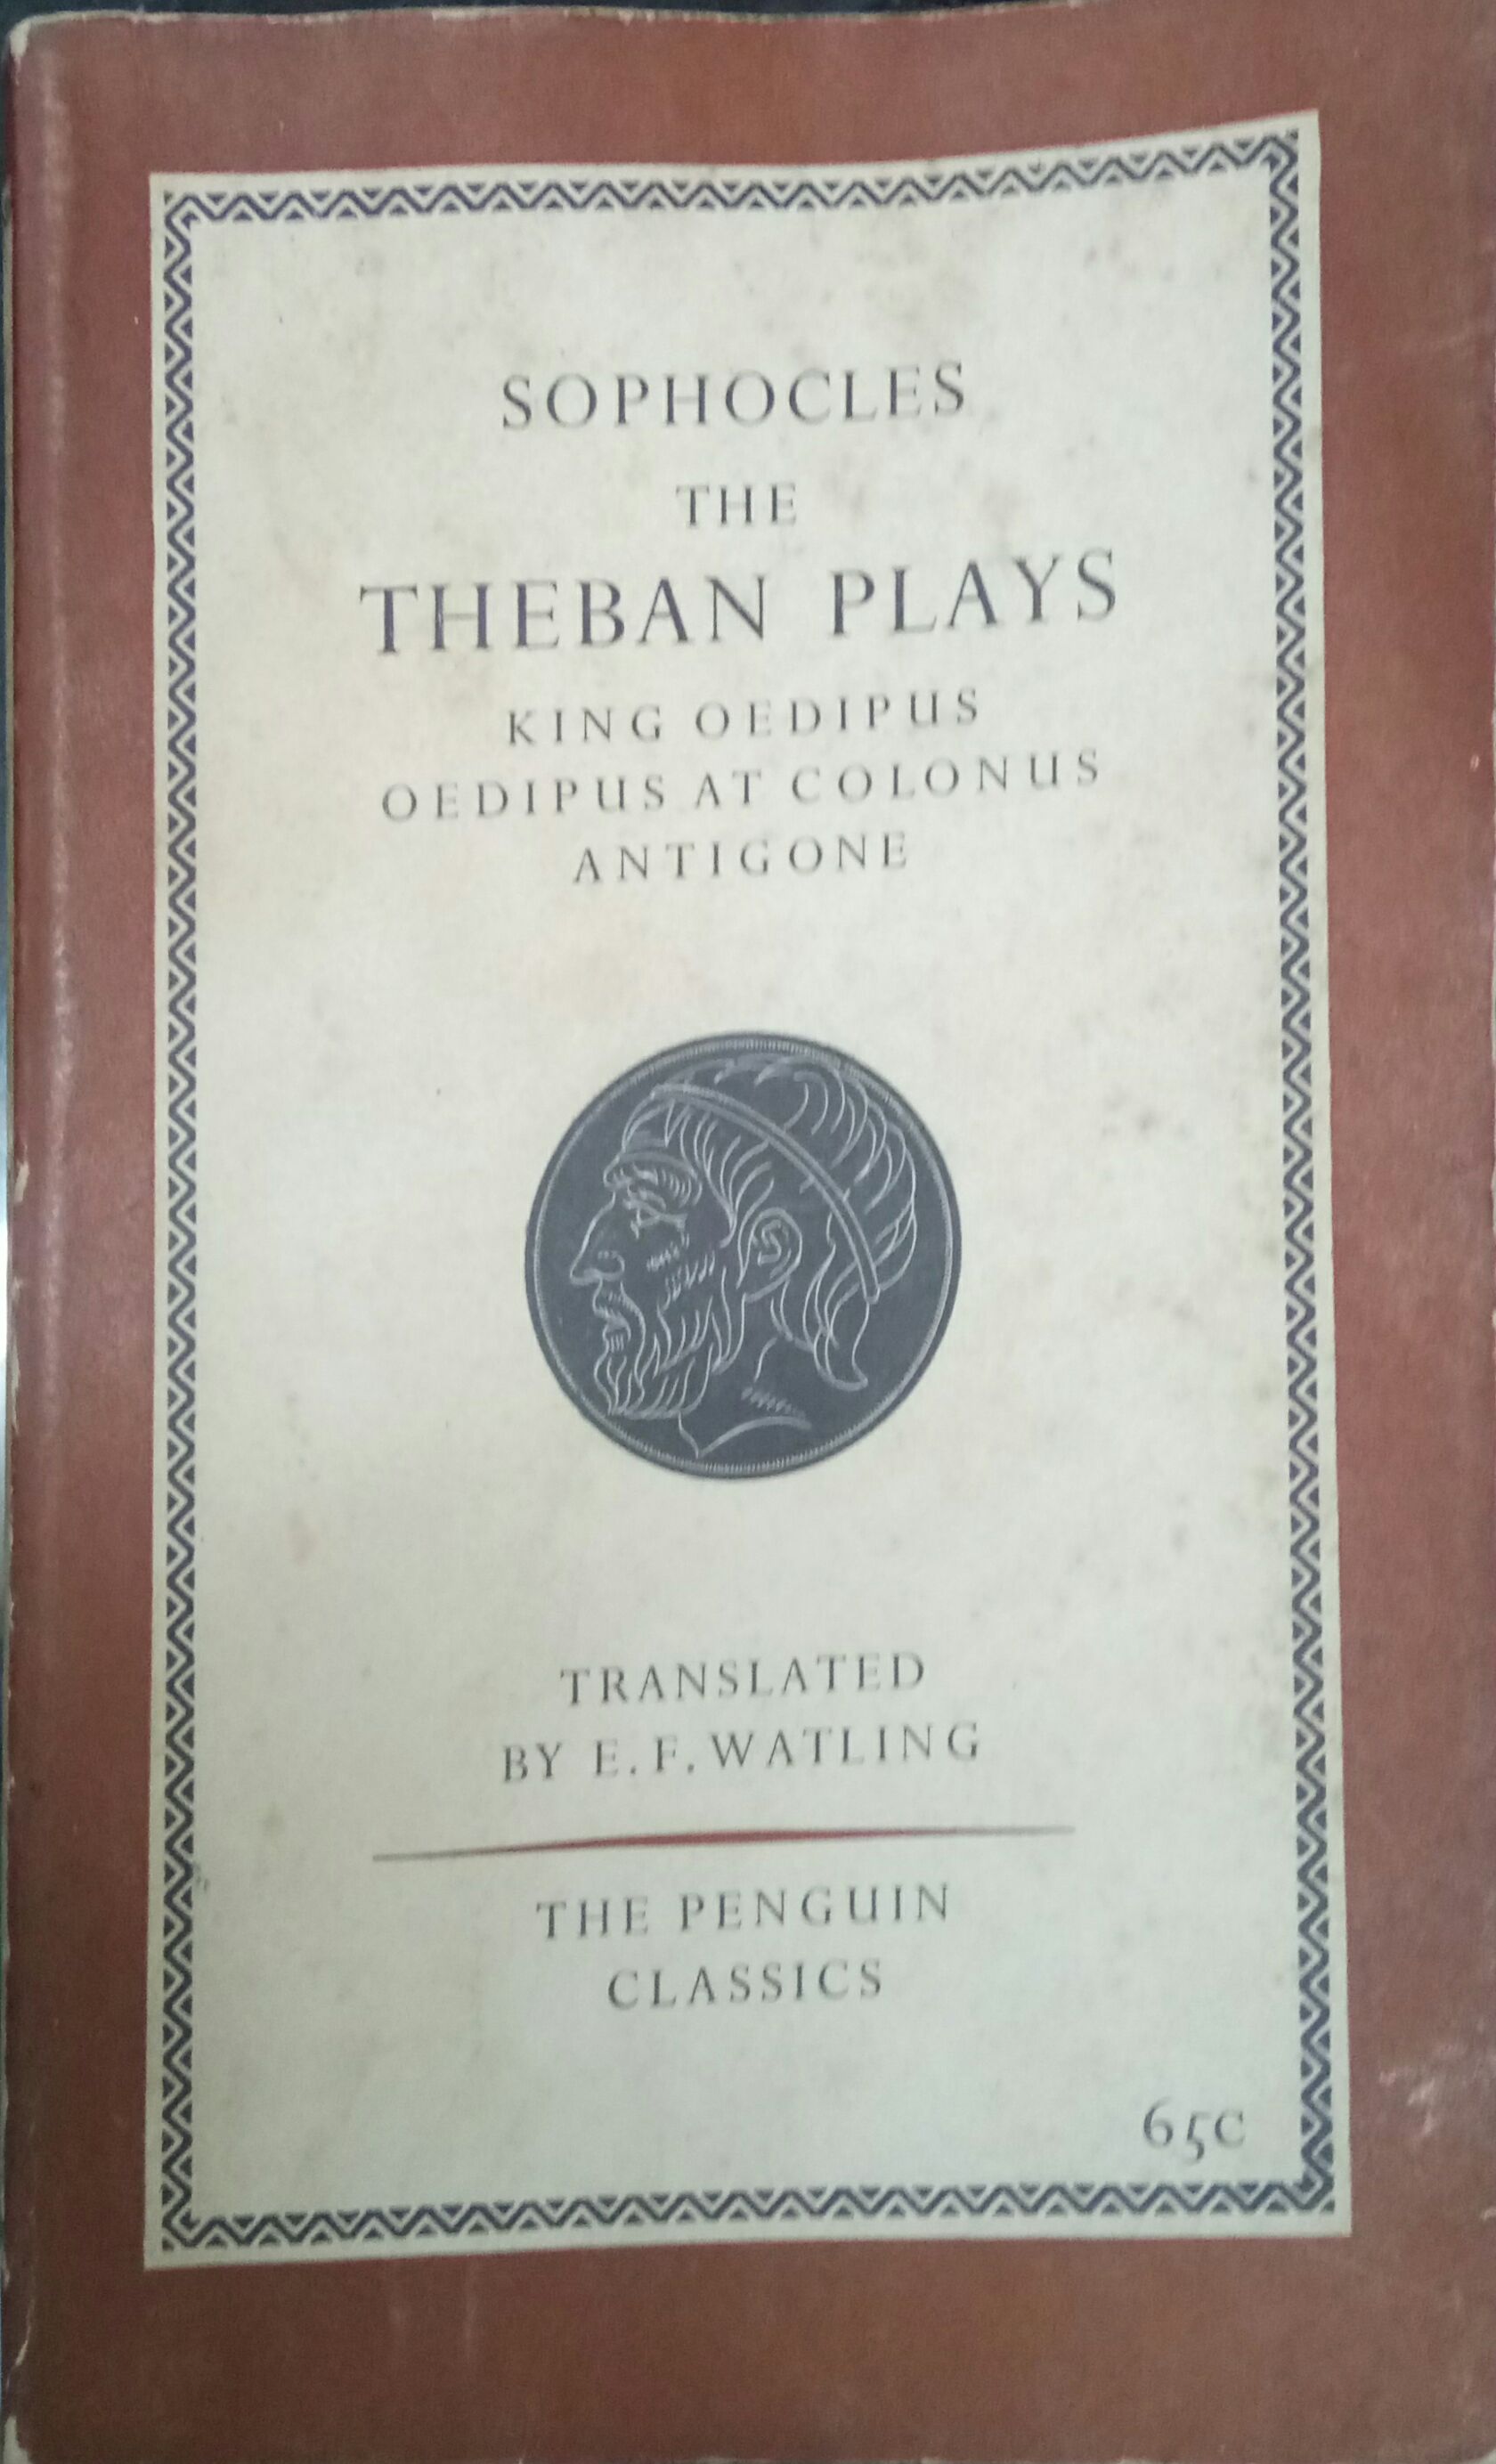 SOPHOCLES
THE
THEBAN PLAYS
KING OEDIPUS
OEDIPUS AT COLONUS
ANTIGONE
TRANSLATED
BY E. F. WATLING
THE PENGUIN
CLASSICS
65C